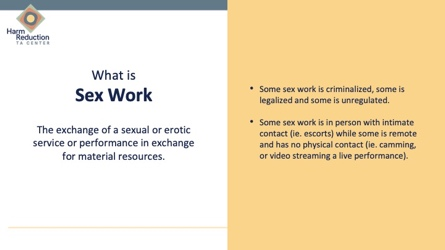 Harm
Reduction
TA CENTER
What is
Sex Work
The exchange of a sexual or erotic
service or performance in exchange
for material resources.
• Some sex work is criminalized, some is
legalized and some is unregulated.
• Some sex work is in person with intimate
contact (ie. escorts) while some is remote
and has no physical contact (ie. camming,
or video streaming a live performance).